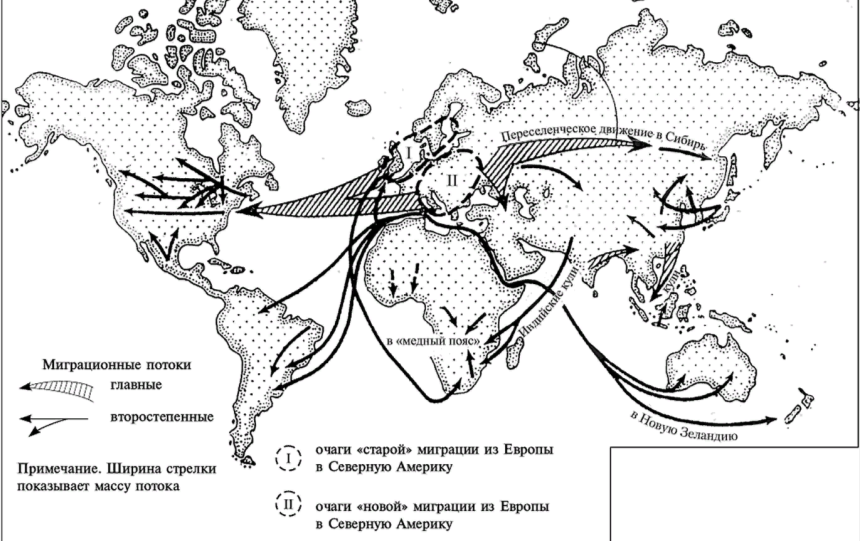 Переселенческое движение в Сибирь
I
II
Индийские кули
кули
в «медный пояс»
в Новую Зеландию
Миграционные потоки
главные
второстепенные
Примечание. Ширина стрелки
показывает массу потока
I
очаги «старой» миграции из Европы
в Северную Америку
II
очаги «новой» миграции из Европы
в Северную Америку